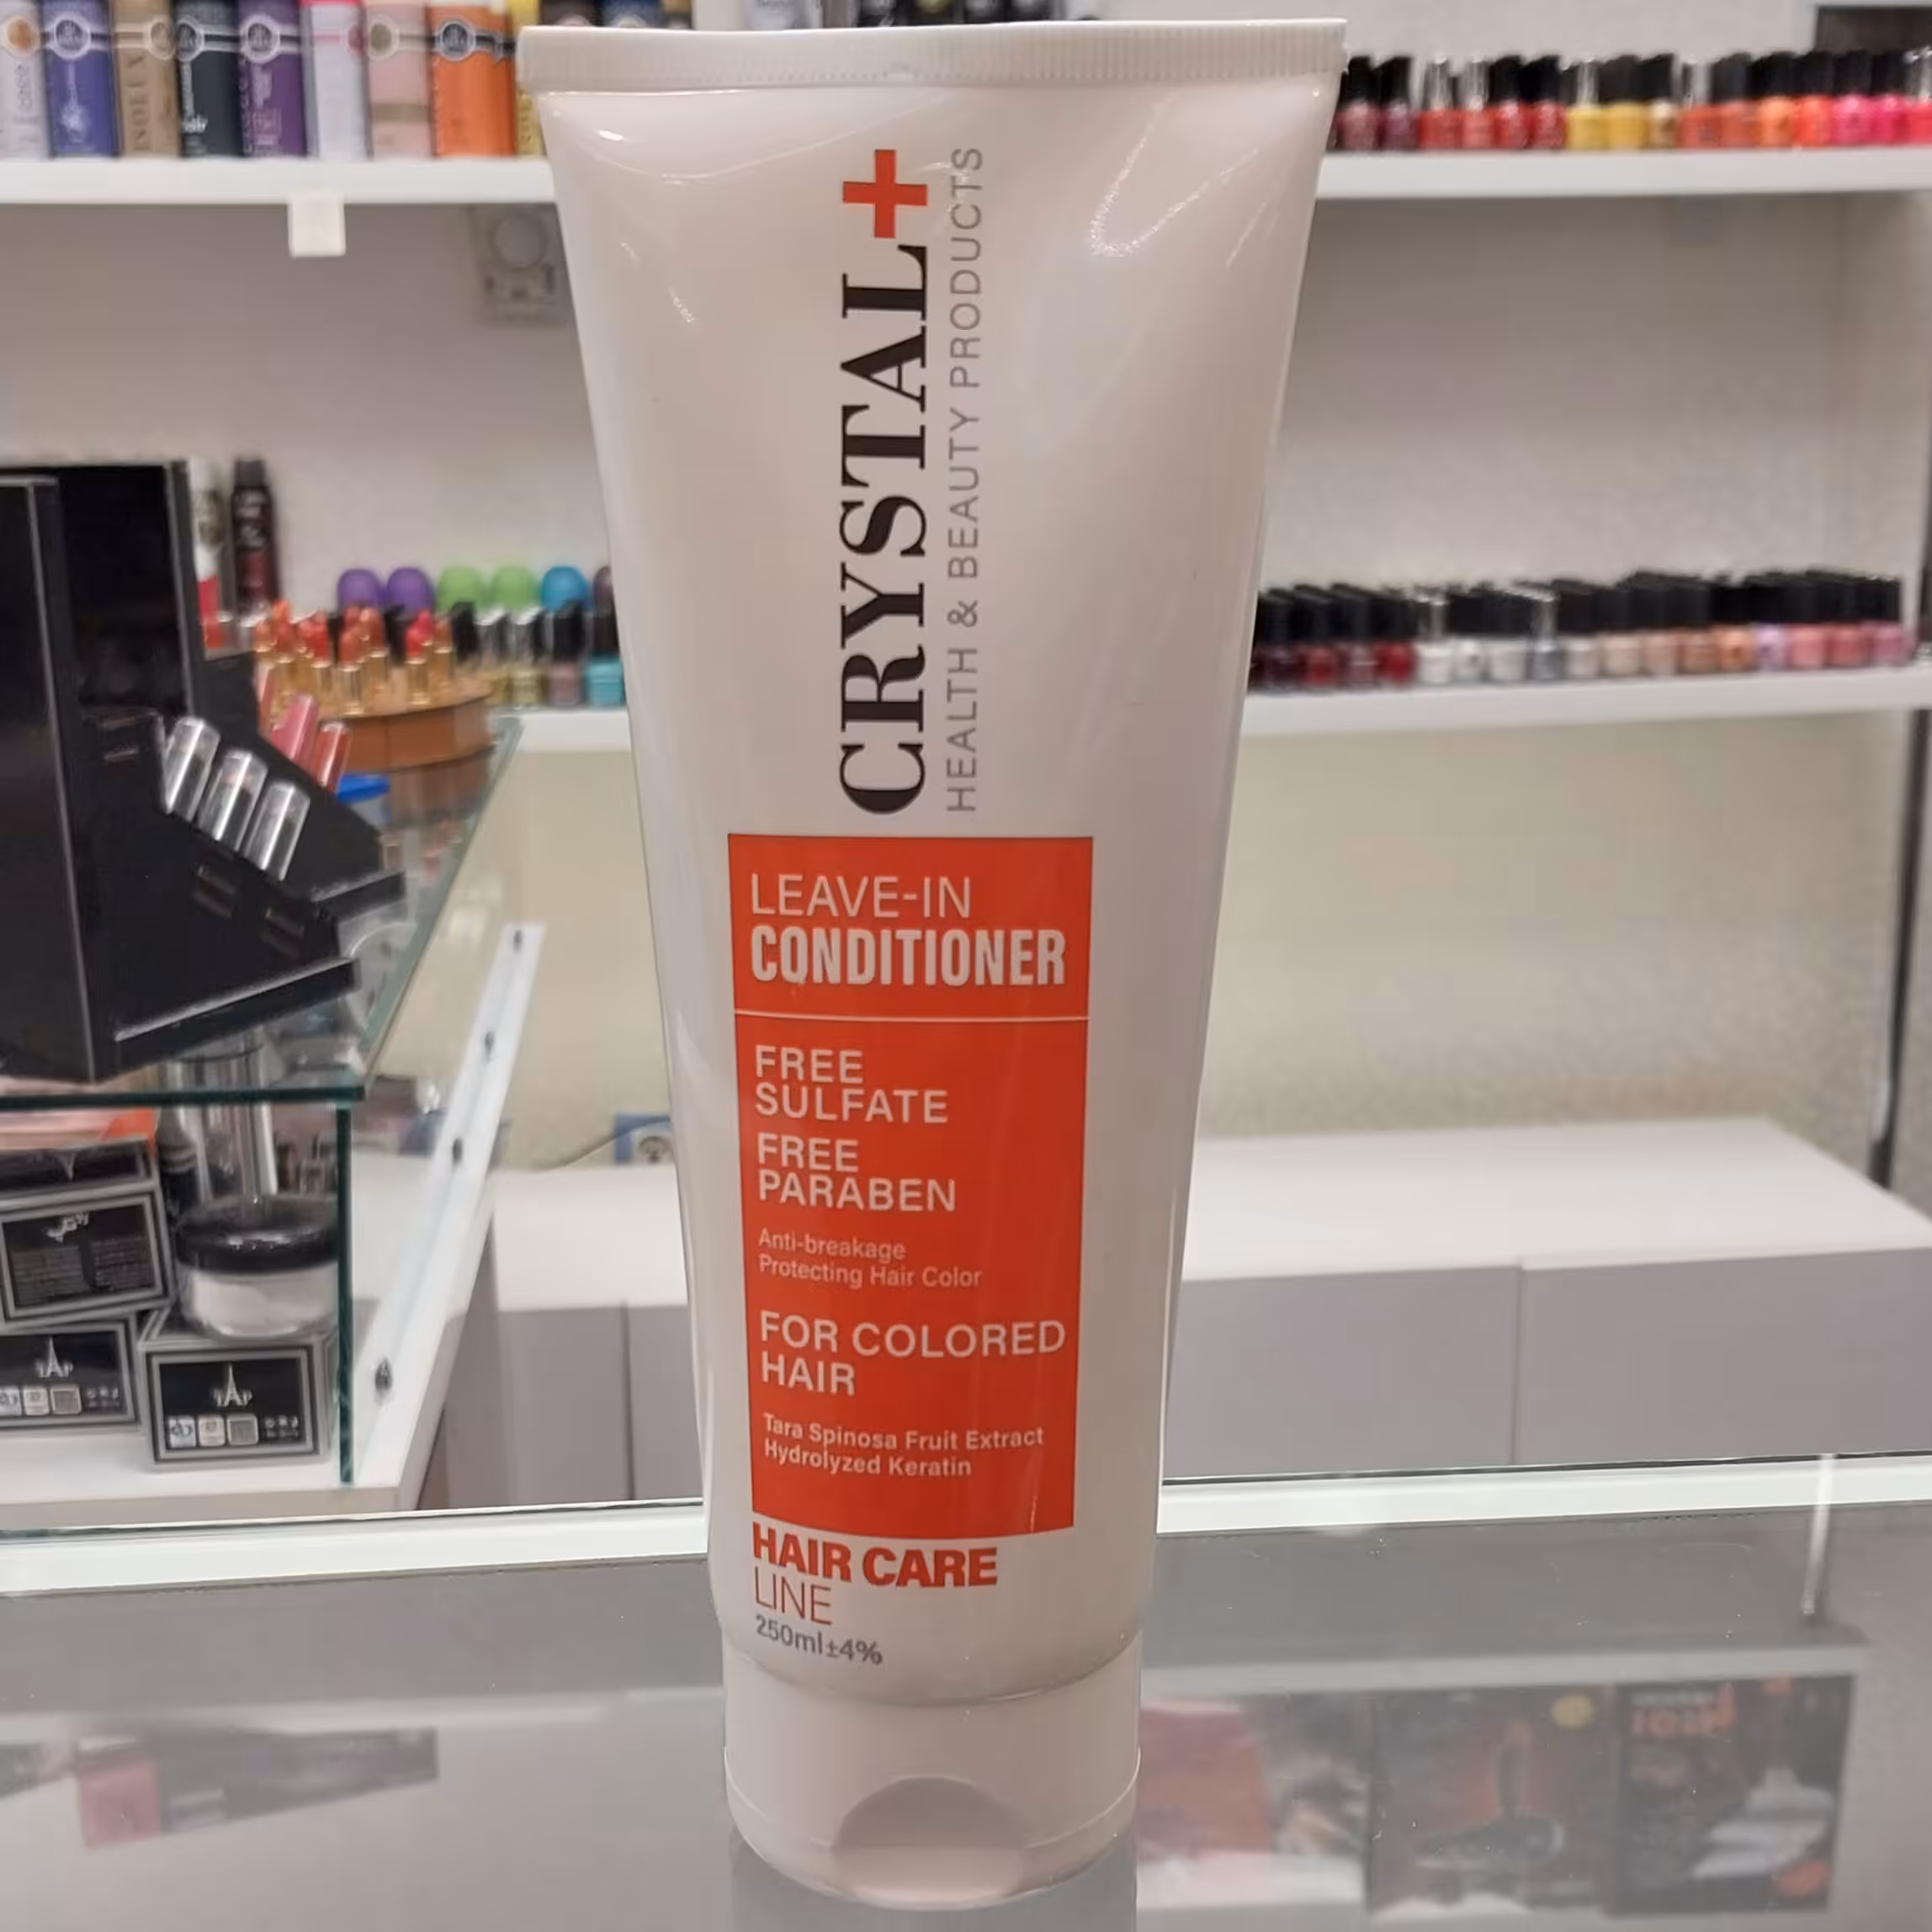 CRYSTAL+
HEALTH & BEAUTY PRODUCTS
LEAVE-IN
CONDITIONER
FREE
SULFATE
FREE
PARABEN
Anti-breakage
Protecting Hair Color
FOR COLORED
HAIR
Tara Spinosa Fruit Extract
Hydrolyzed Keratin
HAIR CARE
LINE
250ml±4%